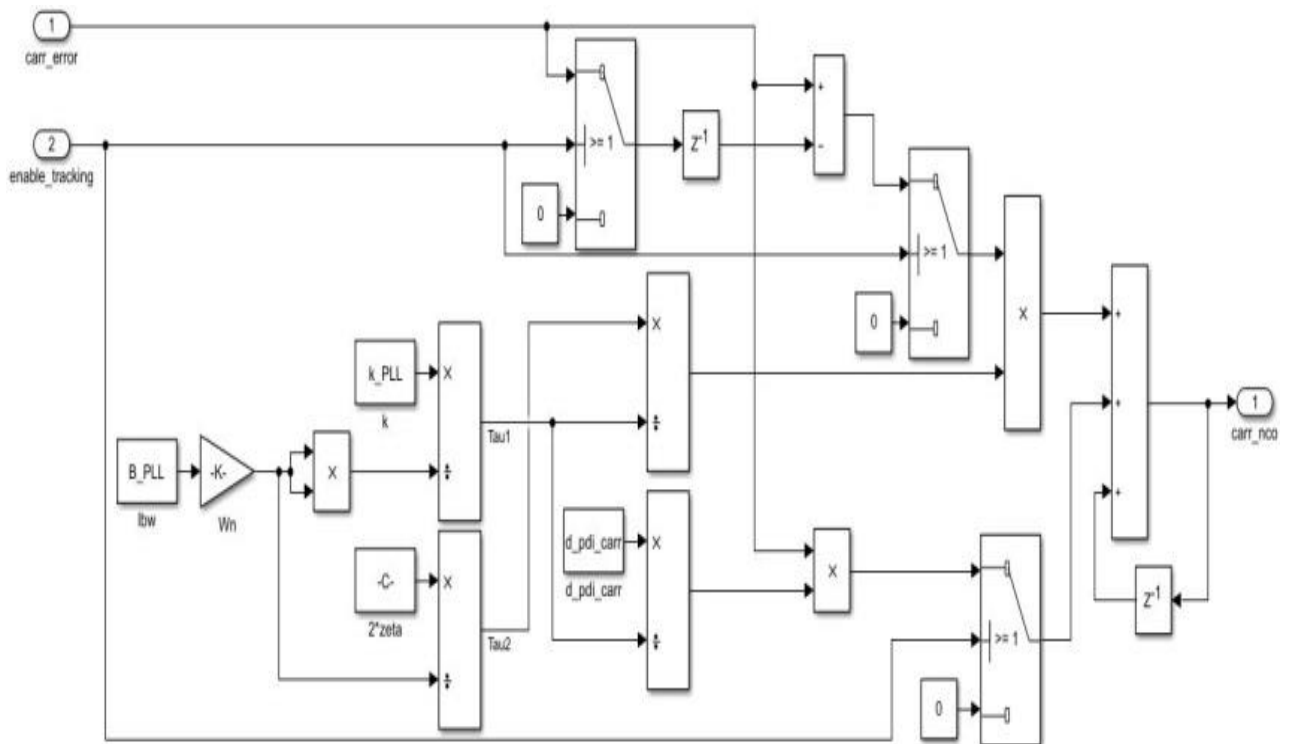 1
carr_error
2
enable_tracking
>= 1
0
Z-1
+
-
>= 1
0
X
k_PLL
k
X
÷
Tau1
B_PLL
lbw
-K-
Wn
X
-C-
2*zeta
X
÷
Tau2
X
÷
d_pdi_carr
d_pdi_carr
X
÷
X
>= 1
0
+
+
+
Z-1
1
carr_nco